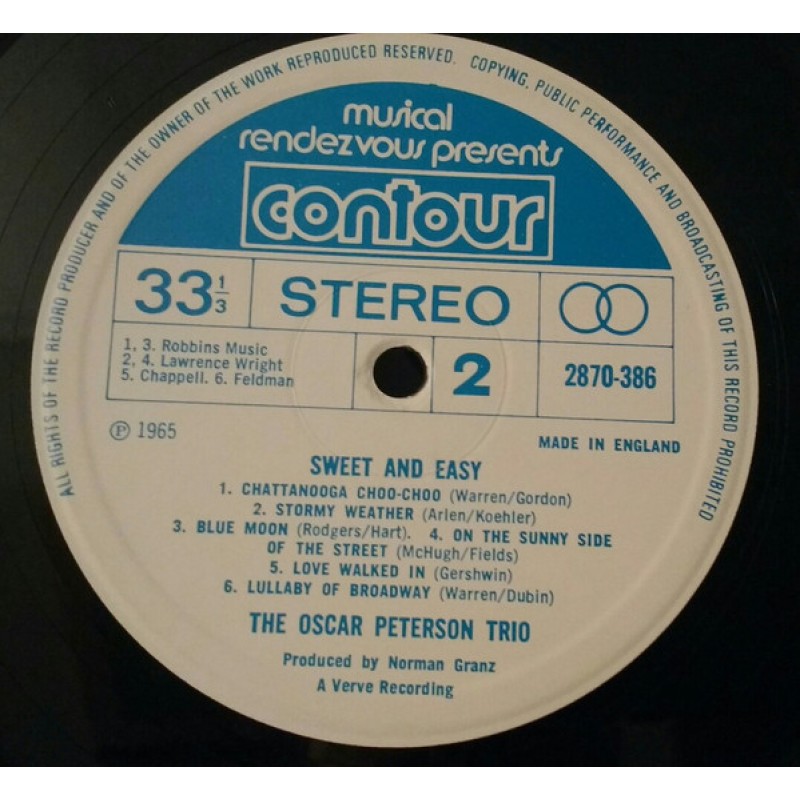 ALL RIGHTS OF THE RECORD PRODUCER AND OF THE OWNER OF THE WORK REPRODUCED RESERVED. COPYING, PUBLIC PERFORMANCE AND BROADCASTING OF THIS RECORD PROHIBITED
musical
rendezvous presents
contour
33 1/3 STEREO
1, 3. Robbins Music
2, 4. Lawrence Wright
5. Chappell. 6. Feldman
2
2870-386
Ⓟ 1965
MADE IN ENGLAND
SWEET AND EASY
1. CHATTANOOGA CHOO-CHOO (Warren/Gordon)
2. STORMY WEATHER (Arlen/Koehler)
3. BLUE MOON (Rodgers/Hart). 4. ON THE SUNNY SIDE
OF THE STREET (McHugh/Fields)
5. LOVE WALKED IN (Gershwin)
6. LULLABY OF BROADWAY (Warren/Dubin)
THE OSCAR PETERSON TRIO
Produced by Norman Granz
A Verve Recording